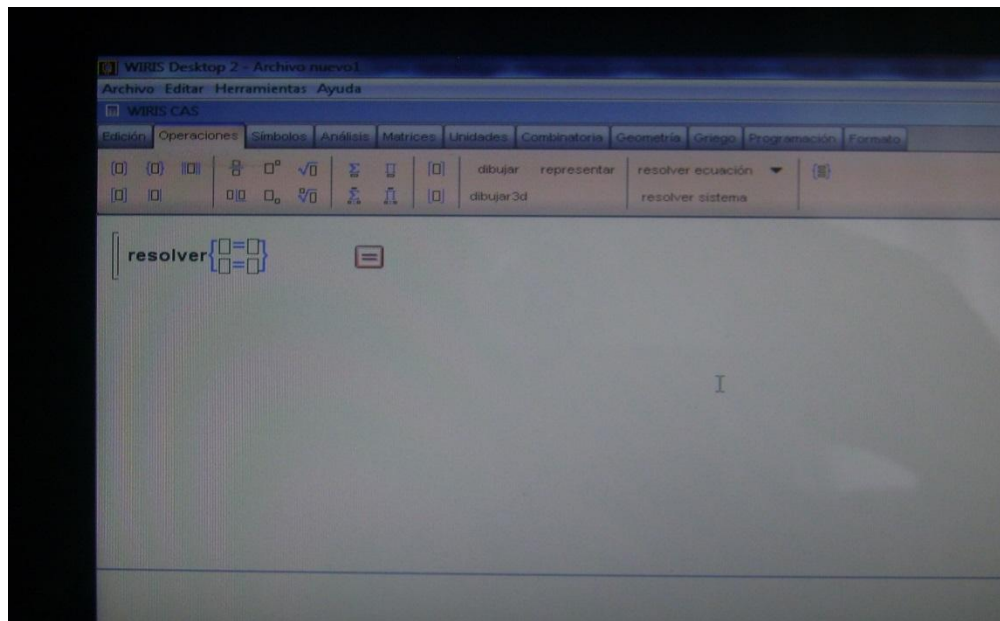 WIRIS Desktop 2 - Archivo nuevo1
Archivo Editar Herramientas Ayuda
WIRIS CAS
Edición Operaciones Símbolos Análisis Matrices Unidades Combinatoria Geometría Griego Programación Formato
dibujar representar resolver ecuación
dibujar3d resolver sistema
resolver{□=□
□=□} =